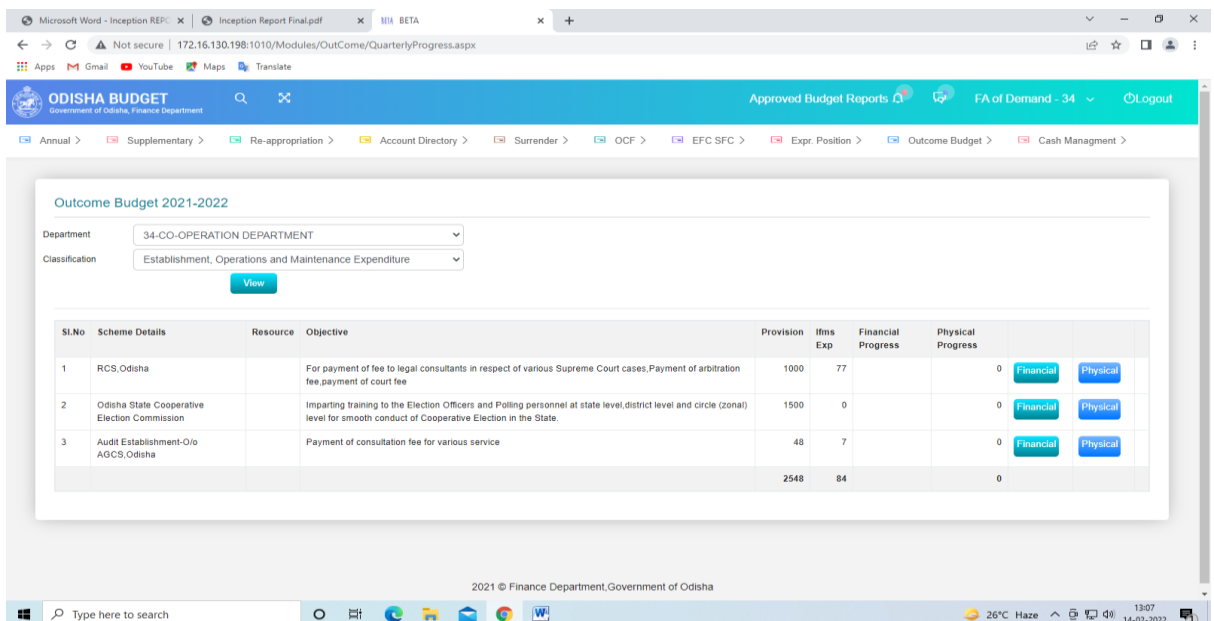 Microsoft Word - Inception REPO
Inception Report Final.pdf
BETA BETA
Not secure | 172.16.130.198:1010/Modules/OutCome/QuarterlyProgress.aspx
Apps Gmail YouTube Maps Translate
ODISHA BUDGET
Government of Odisha, Finance Department
Approved Budget Reports
FA of Demand - 34
Logout
Annual > Supplementary > Re-appropriation > Account Directory > Surrender > OCF > EFC SFC > Expr. Position > Outcome Budget > Cash Managment >
Outcome Budget 2021-2022
Department 34-CO-OPERATION DEPARTMENT
Classification Establishment, Operations and Maintenance Expenditure
View
Sl.No Scheme Details Resource Objective Provision Ifms Exp Financial Progress Physical Progress
1 RCS,Odisha For payment of fee to legal consultants in respect of various Supreme Court cases,Payment of arbitration 1000 77 0 Financial Physical
fee,payment of court fee
2 Odisha State Cooperative Imparting training to the Election Officers and Polling personnel at state level,district level and circle (zonal) 1500 0 0 Financial Physical
Election Commission level for smooth conduct of Cooperative Election in the State.
3 Audit Establishment-O/o Payment of consultation fee for various service 48 7 0 Financial Physical
AGCS,Odisha
2548 84 0
2021 © Finance Department,Government of Odisha
Type here to search
W
26°C Haze
13:07
14-02-2022